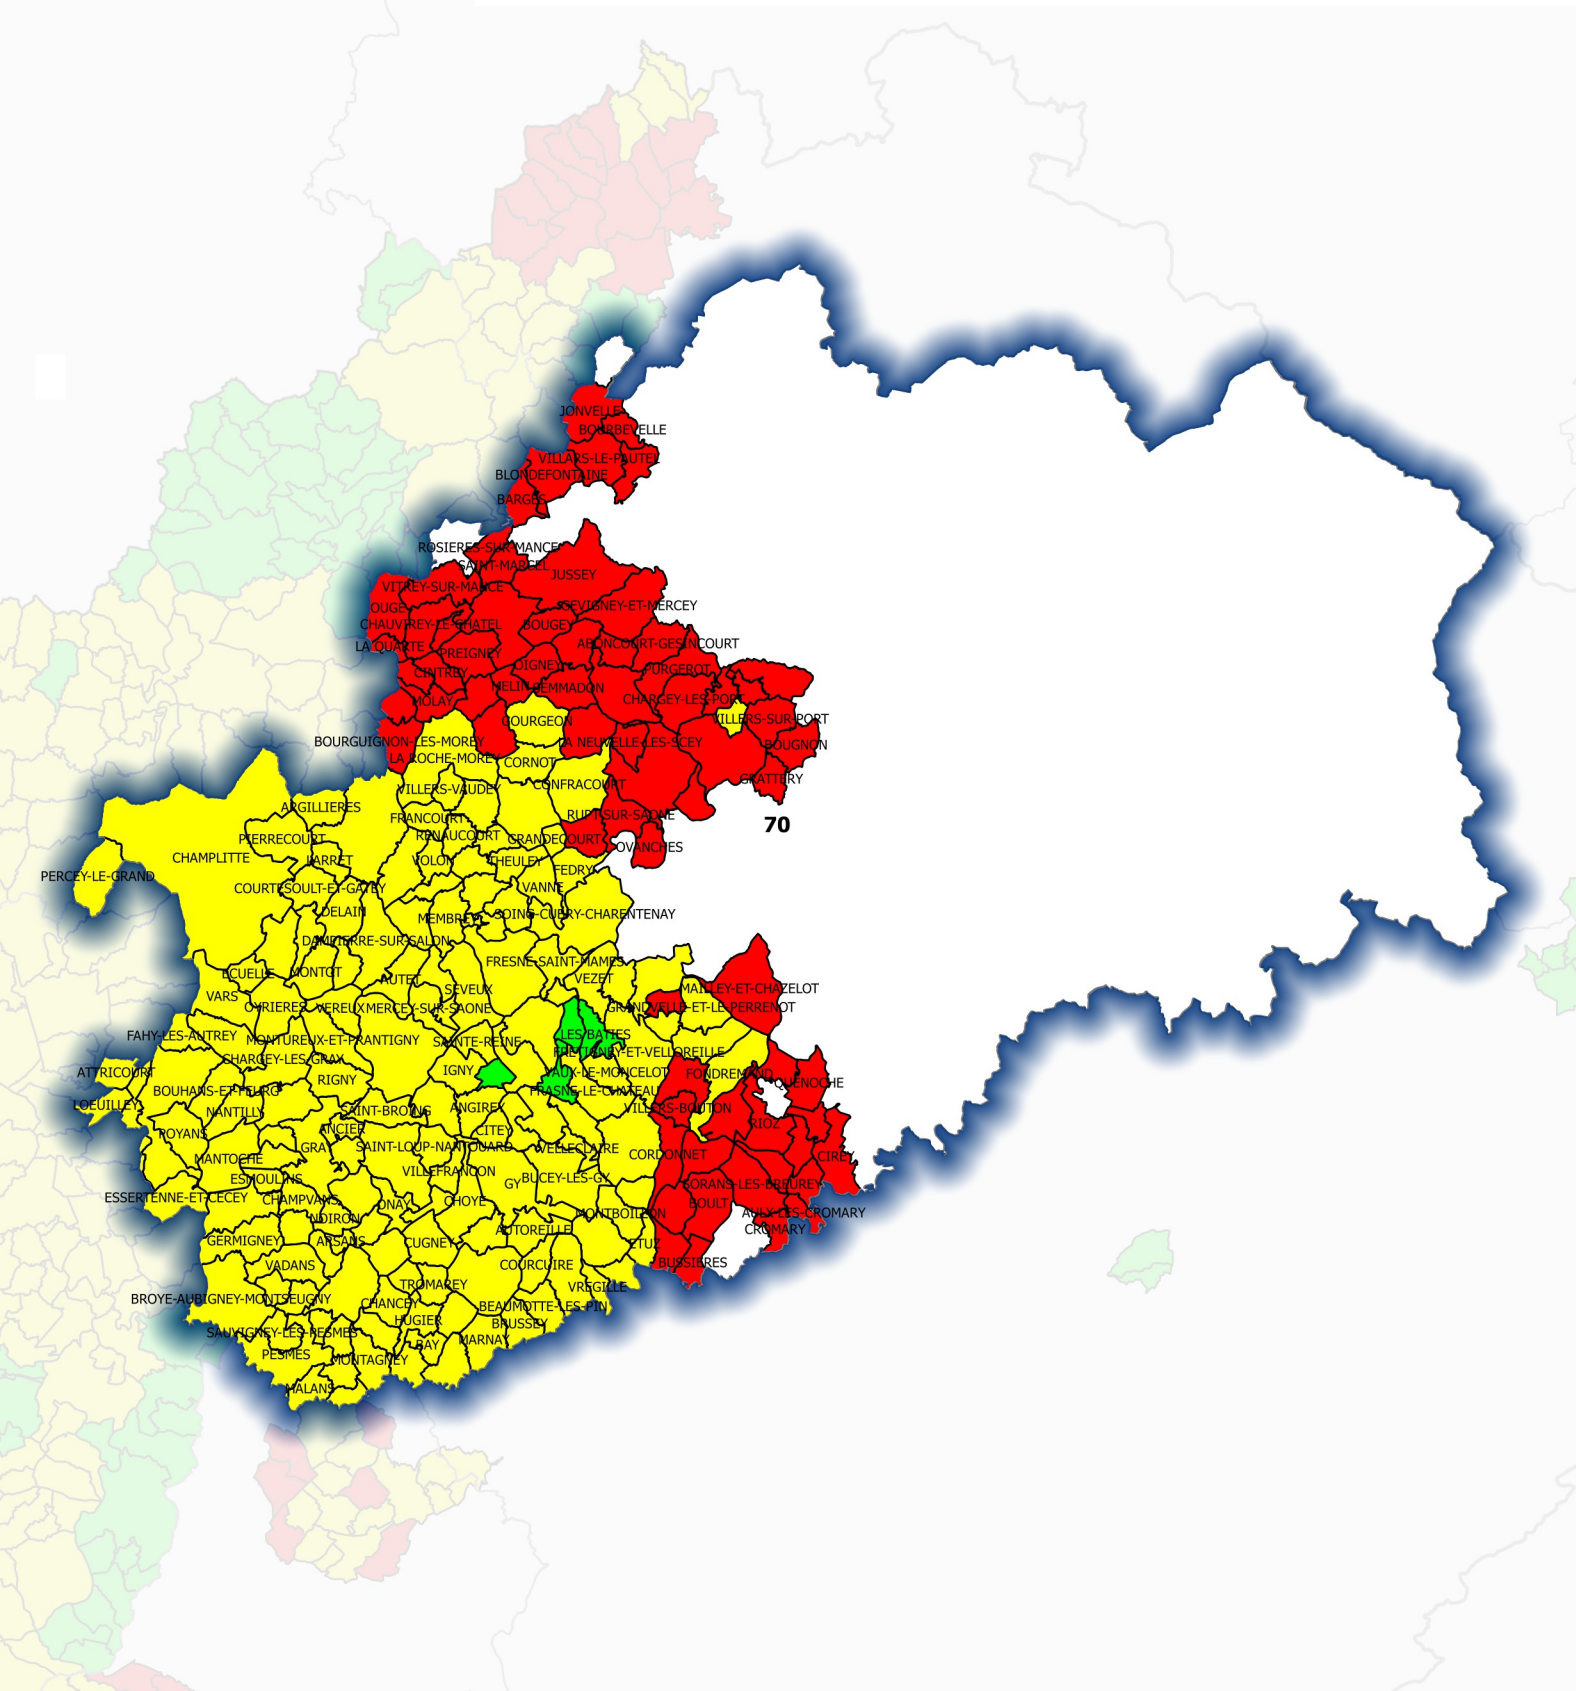 JONVELLE
BOURBEVELLE
VILLARS-LE-PAUTEL
BLONDEFONTAINE
BARGES
ROSIERES-SUR-MANCE
SAINT-MARCEL
JUSSEY
VITREY-SUR-MANCE
OUGE
GEVIGNEY-ET-MERCEY
CHAUVIREY-LE-CHATEL
BOUGEY
LA QUARTE
ABONCOURT-GESINCOURT
PREIGNEY
OIGNEY
PURGEROT
CINTREY
MELIN
SEMMADON
MOLAY
CHARGEY-LES-PORT
GOURGEON
VILLERS-SUR-PORT
BOURGUIGNON-LES-MOREY
LA NEUVELLE-LES-SCEY
BOUGNON
LA ROCHE-MOREY
CORNOT
GRATTERY
VILLERS-VAUDEY
CONFRACOURT
ARGILLIERES
FRANCOURT
RUPT-SUR-SAONE
70
PIERRECOURT
RENAUCOURT
GRANDECOURT
OVANCHES
CHAMPLITTE
LARRET
VOLON
THEULEY
FEDRY
PERCEY-LE-GRAND
COURTESOULT-ET-GATEY
VANNE
DELAIN
MEMBREY
SOING-CUBRY-CHARENTENAY
DAMPIERRE-SUR-SALON
FRESNE-SAINT-MAMES
ECUELLE
MONTOT
AUTET
VEZET
SEVEUX
MAILLEY-ET-CHAZELOT
VARS
OYRIERES
VEREUX
MERCEY-SUR-SAONE
GRANDVELLE-ET-LE-PERRENOT
FAHY-LES-AUTREY
MONTUREUX-ET-PRANTIGNY
SAINTE-REINE
LES BATIES
FRETIGNEY-ET-VELLOREILLE
CHARGEY-LES-GRAY
ATTRICOURT
IGNY
VAUX-LE-MONCELOT
FONDREMAND
QUENOCHE
RIGNY
BOUHANS-ET-FEURG
FRASNE-LE-CHATEAU
LOEUILLEY
NANTILLY
SAINT-BROING
ANGIREY
VILLERS-BOUTON
RIOZ
POYANS
ANCIER
CITEY
GRAY
SAINT-LOUP-NANTOUARD
VELLECLAIRE
CORDONNET
CIREY
MANTOCHE
VILLEFRANCON
ESMOULINS
GY
BUCEY-LES-GY
SORANS-LES-BREUREY
ESSERTENNE-ET-CECEY
CHAMPVANS
ONAY
CHOYE
BOULT
NOIRON
MONTBOILLON
AULX-LES-CROMARY
AUTOREILLE
CROMARY
GERMIGNEY
ARSANS
CUGNEY
ETUZ
VADANS
COURCUIRE
BUSSIERES
TROMAREY
VREGILLE
BROYE-AUBIGNEY-MONTSEUGNY
CHANCEY
BEAUMOTTE-LES-PIN
HUGIER
BRUSSEY
SAUVIGNEY-LES-PESMES
MARNAY
BAY
PESMES
MONTAGNEY
MALANS